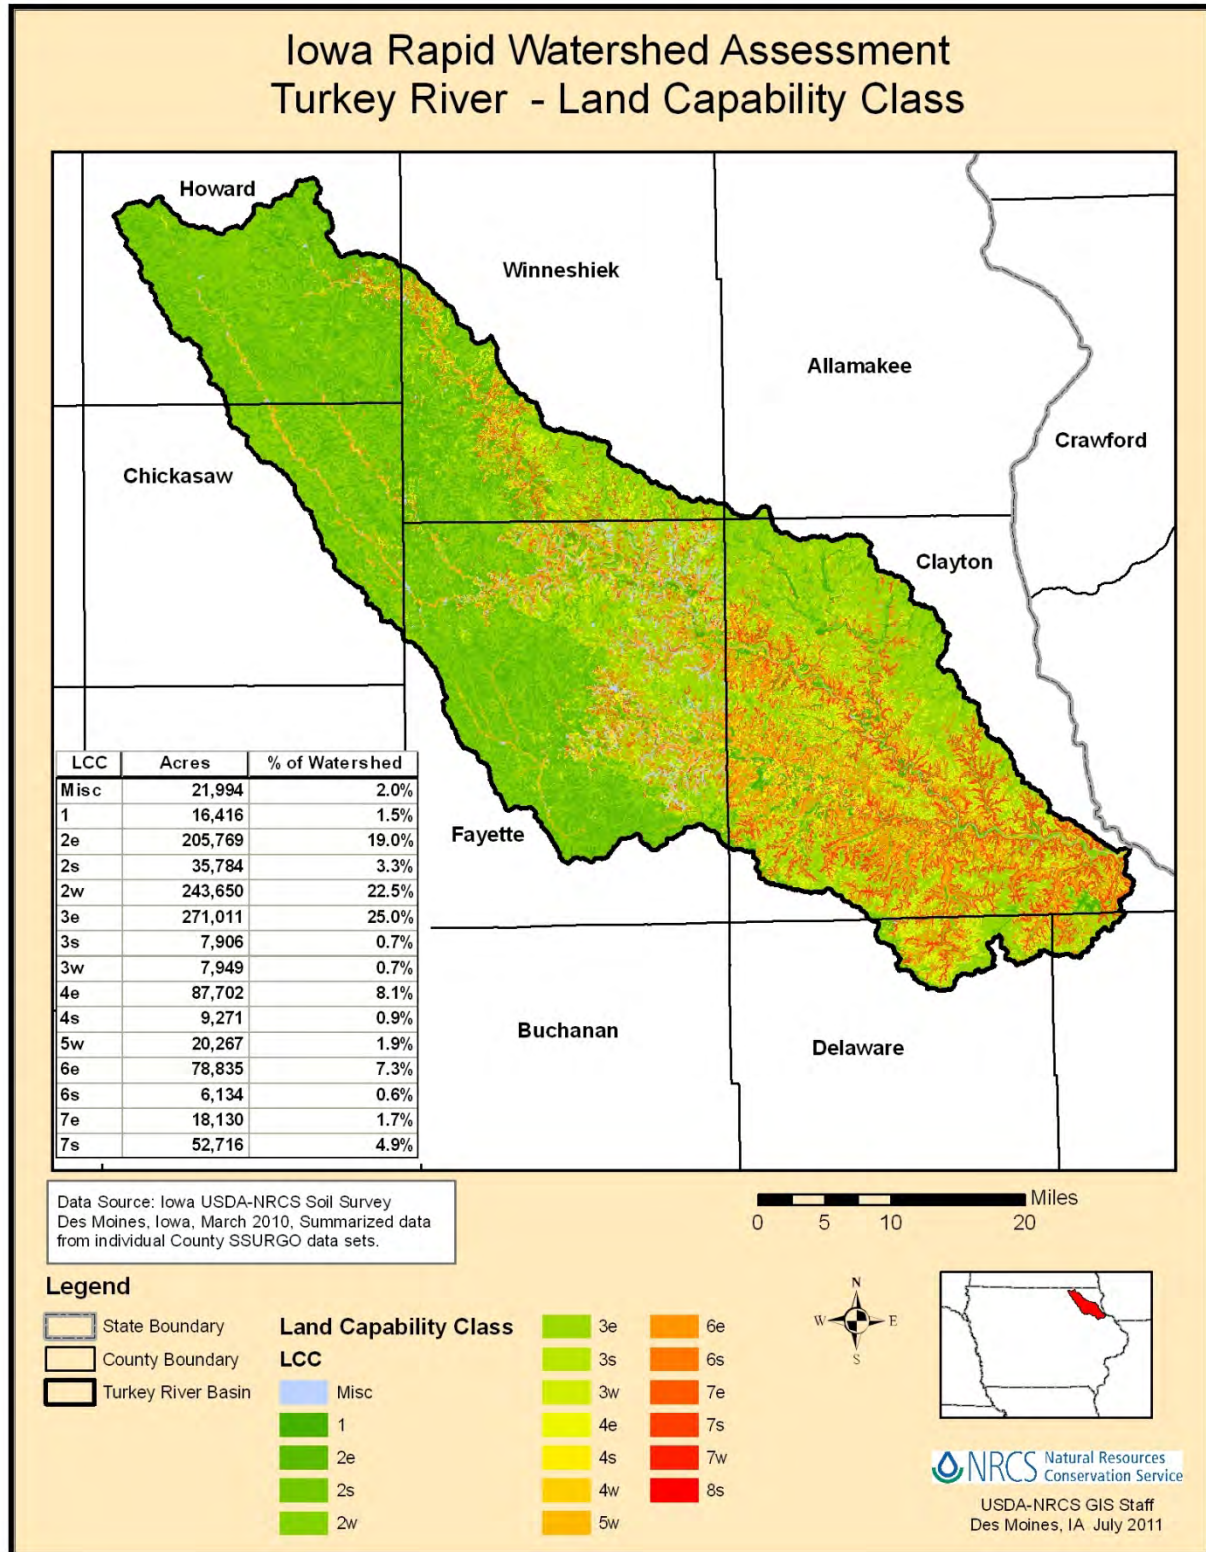 Iowa Rapid Watershed Assessment
Turkey River - Land Capability Class
Howard
Winneshiek
Allamakee
Crawford
Chickasaw
Clayton
Fayette
Buchanan
Delaware
LCC Acres % of Watershed
Misc 21,994 2.0%
1 16,416 1.5%
2e 205,769 19.0%
2s 35,784 3.3%
2w 243,650 22.5%
3e 271,011 25.0%
3s 7,906 0.7%
3w 7,949 0.7%
4e 87,702 8.1%
4s 9,271 0.9%
5w 20,267 1.9%
6e 78,835 7.3%
6s 6,134 0.6%
7e 18,130 1.7%
7s 52,716 4.9%
Data Source: Iowa USDA-NRCS Soil Survey
Des Moines, Iowa, March 2010, Summarized data
from individual County SSURGO data sets.
Miles
0 5 10 20
Legend
State Boundary
County Boundary
Turkey River Basin
Land Capability Class
LCC
Misc
1
2e
2s
2w
3e
3s
3w
4e
4s
4w
5w
6e
6s
7e
7s
7w
8s
N
W E
S
NRCS Natural Resources
Conservation Service
USDA-NRCS GIS Staff
Des Moines, IA July 2011